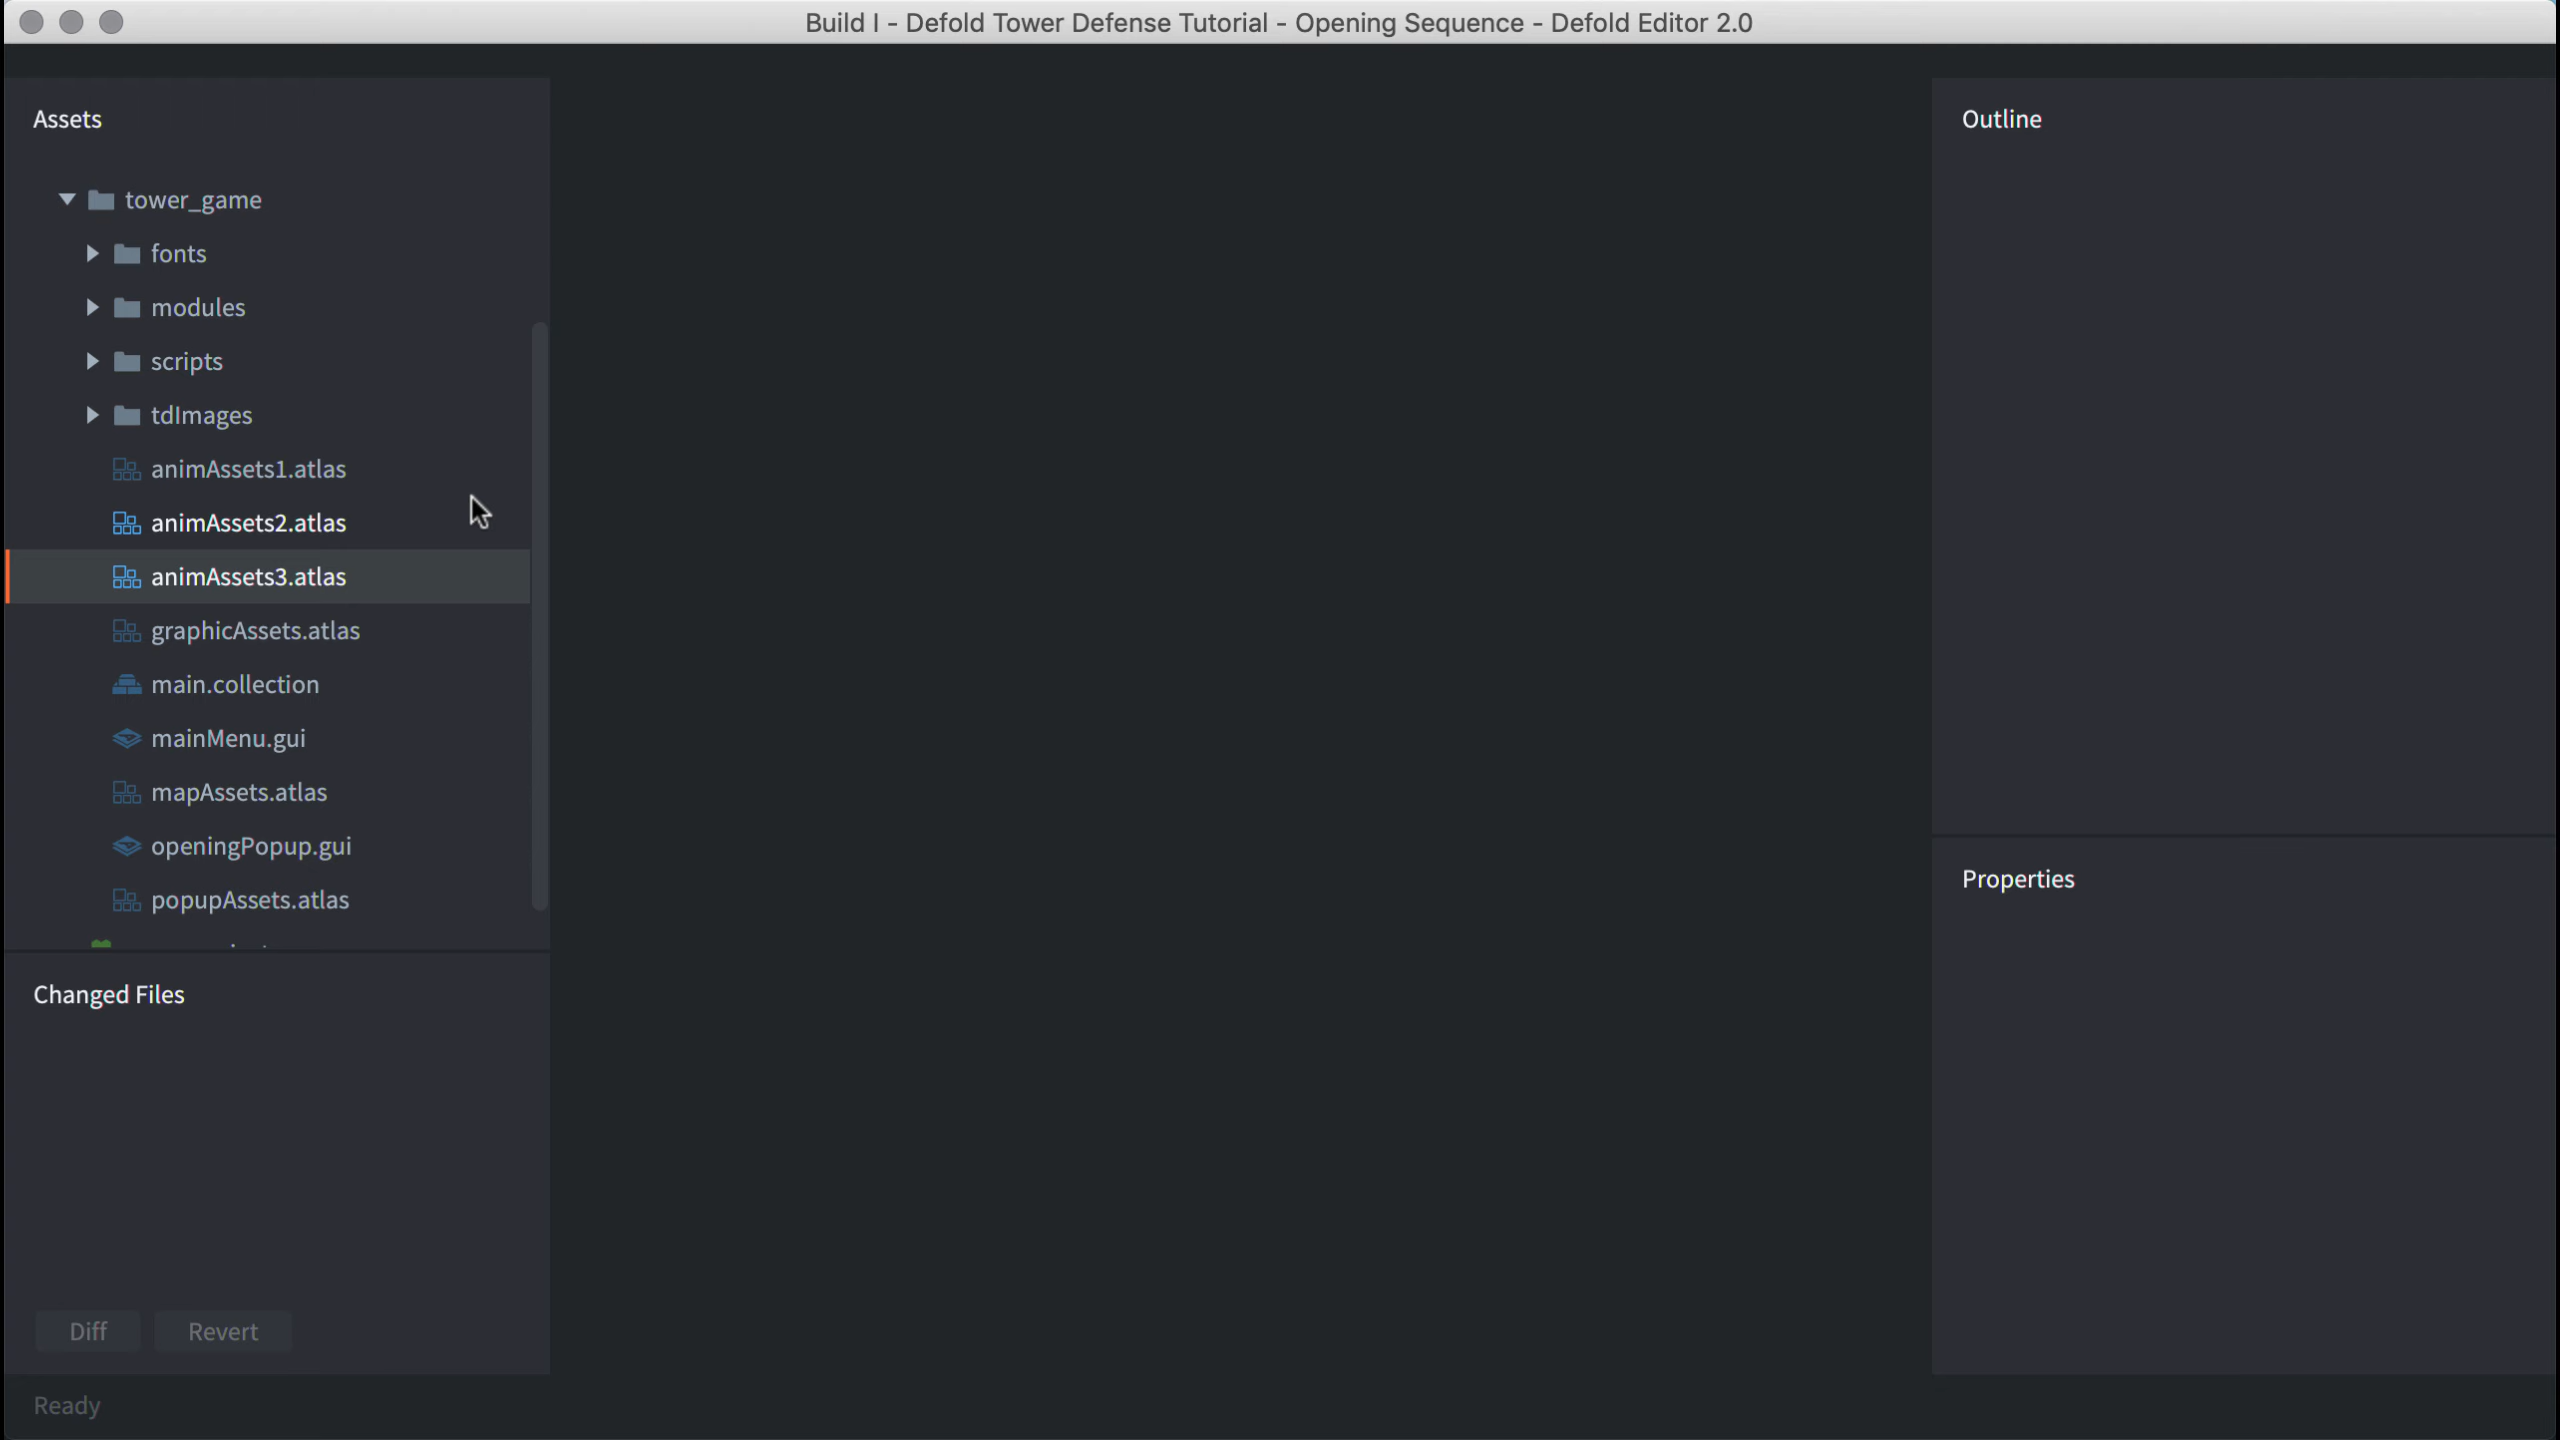 Build I - Defold Tower Defense Tutorial - Opening Sequence - Defold Editor 2.0
Assets
tower_game
fonts
modules
scripts
tdImages
animAssets1.atlas
animAssets2.atlas
animAssets3.atlas
graphicAssets.atlas
main.collection
mainMenu.gui
mapAssets.atlas
openingPopup.gui
popupAssets.atlas
Changed Files
Diff Revert
Ready
Outline
Properties